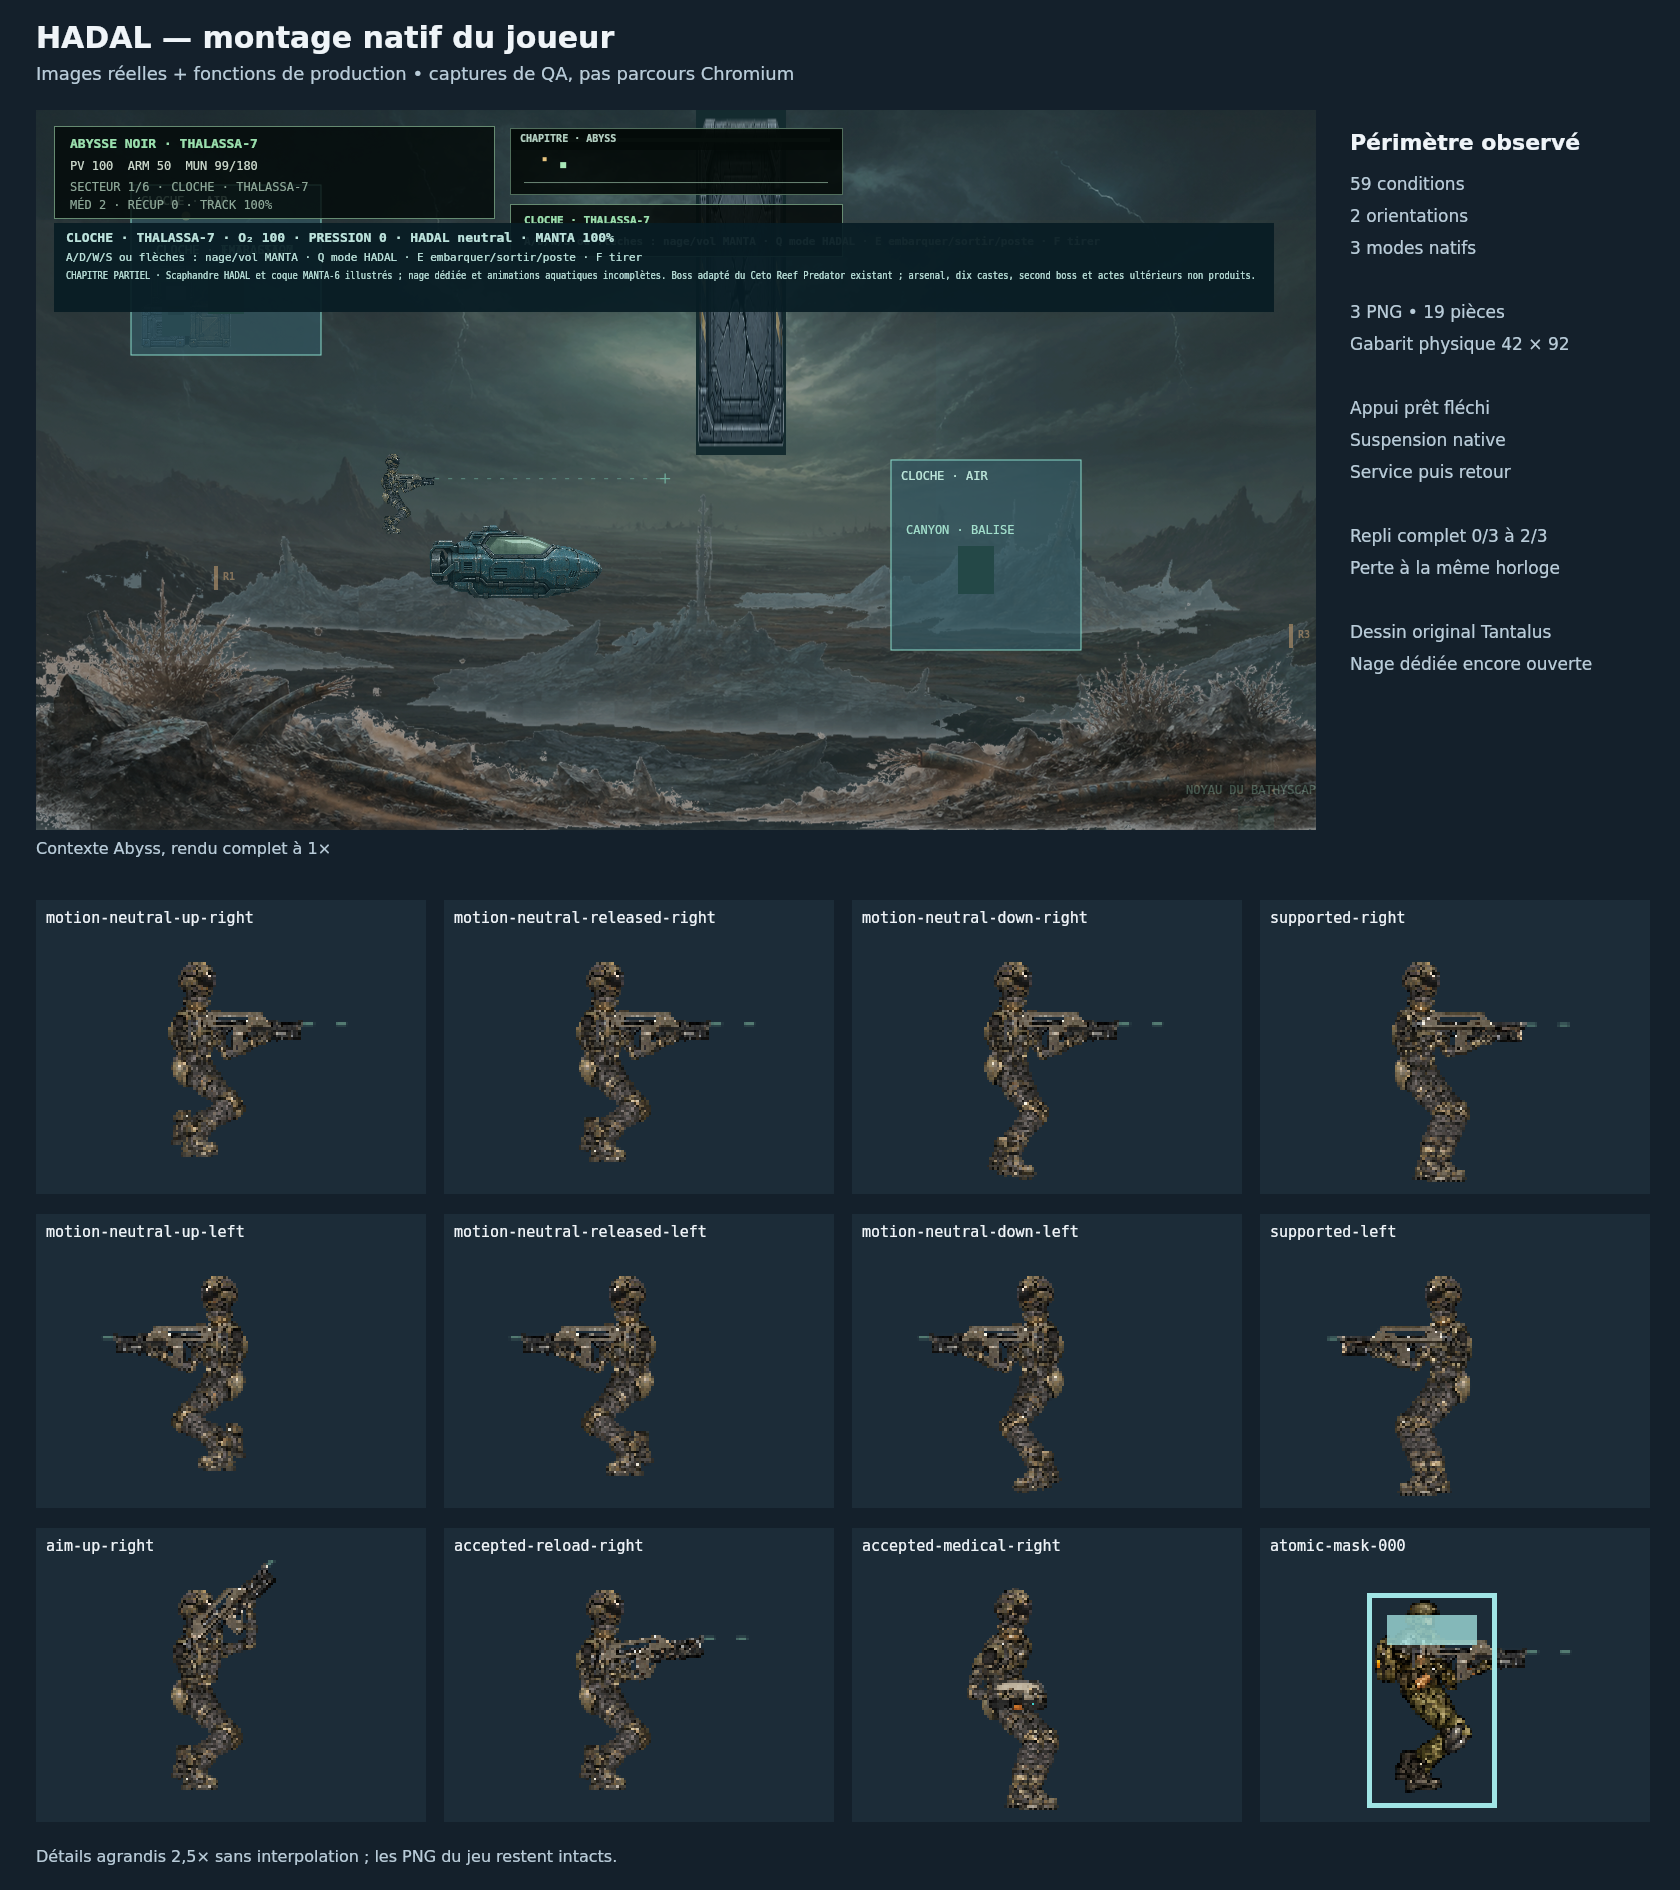 HADAL — montage natif du joueur
Images réelles + fonctions de production • captures de QA, pas parcours Chromium
ABYSSE NOIR · THALASSA-7
PV 100 ARM 50 MUN 99/180
SECTEUR 1/6 · CLOCHE · THALASSA-7
MÉD 2 · RÉCUP 0 · TRACK 100%
CHAPITRE · ABYSS
CLOCHE · THALASSA-7
CLOCHE · THALASSA-7 · O₂ 100 · PRESSION 0 · HADAL neutral · MANTA 100%
A/D/W/S ou flèches : nage/vol MANTA · Q mode HADAL · E embarquer/sortir/poste · F tirer
CHAPITRE PARTIEL · Scaphandre HADAL et coque MANTA-6 illustrés ; nage dédiée et animations aquatiques incomplètes. Boss adapté du Ceto Reef Predator existant ; arsenal, dix castes, second boss et actes ultérieurs non produits.
CLOCHE · AIR
CANYON · BALISE
R1
R3
NOYAU DU BATHYSCAP
Périmètre observé
59 conditions
2 orientations
3 modes natifs
3 PNG • 19 pièces
Gabarit physique 42 × 92
Appui prêt fléchi
Suspension native
Service puis retour
Repli complet 0/3 à 2/3
Perte à la même horloge
Dessin original Tantalus
Nage dédiée encore ouverte
Contexte Abyss, rendu complet à 1×
motion-neutral-up-right
motion-neutral-released-right
motion-neutral-down-right
supported-right
motion-neutral-up-left
motion-neutral-released-left
motion-neutral-down-left
supported-left
aim-up-right
accepted-reload-right
accepted-medical-right
atomic-mask-000
Détails agrandis 2,5× sans interpolation ; les PNG du jeu restent intacts.